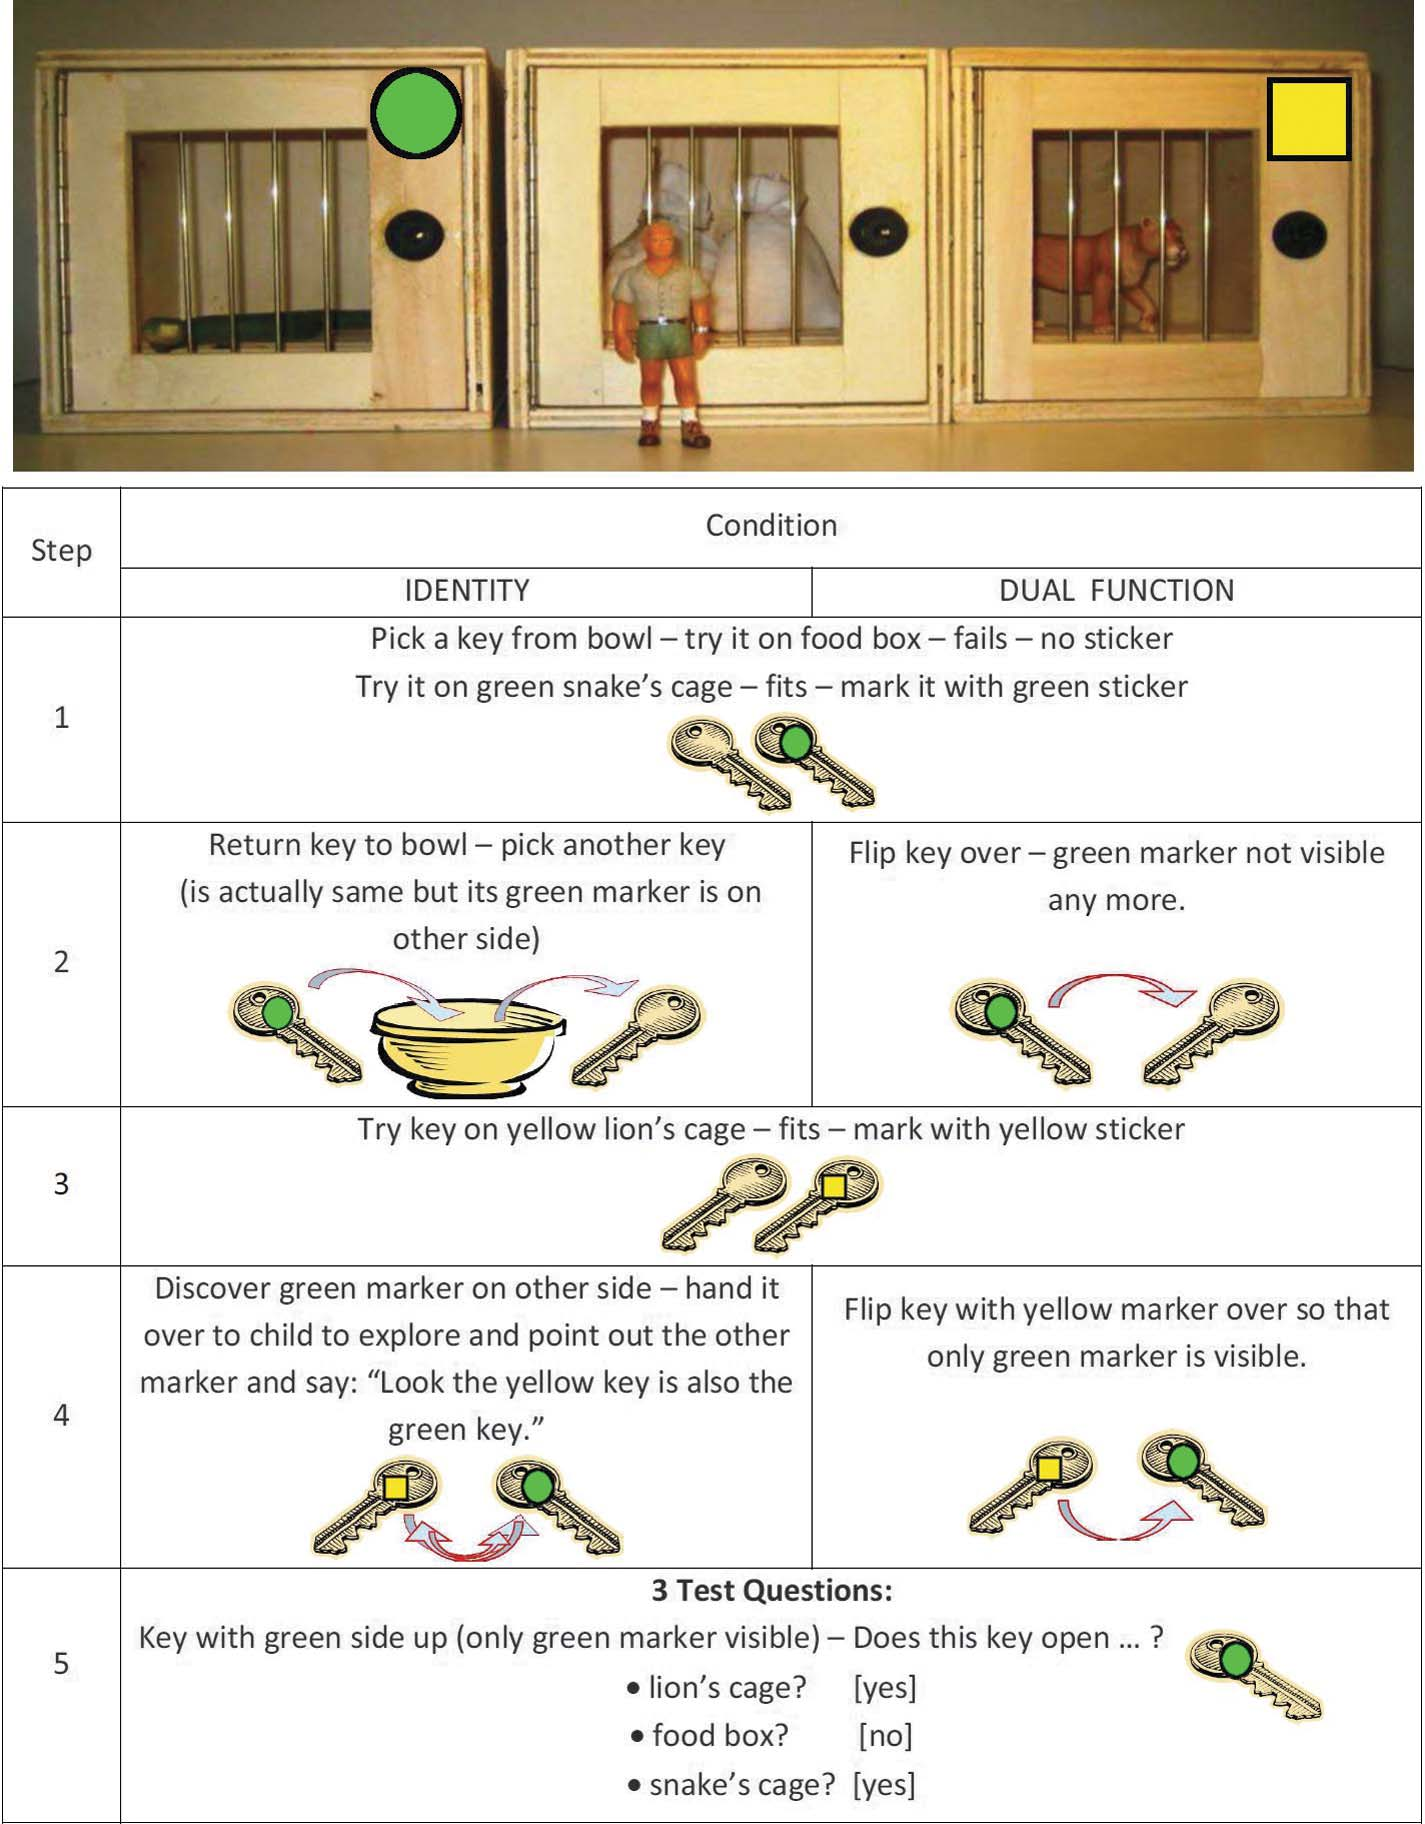 Step
Condition
IDENTITY
DUAL FUNCTION
1
Pick a key from bowl – try it on food box – fails – no sticker
Try it on green snake’s cage – fits – mark it with green sticker
2
Return key to bowl – pick another key
(is actually same but its green marker is on
other side)
Flip key over – green marker not visible
any more.
3
Try key on yellow lion’s cage – fits – mark with yellow sticker
4
Discover green marker on other side – hand it
over to child to explore and point out the other
marker and say: “Look the yellow key is also the
green key.”
Flip key with yellow marker over so that
only green marker is visible.
5
3 Test Questions:
Key with green side up (only green marker visible) – Does this key open ... ?
• lion’s cage? [yes]
• food box? [no]
• snake’s cage? [yes]